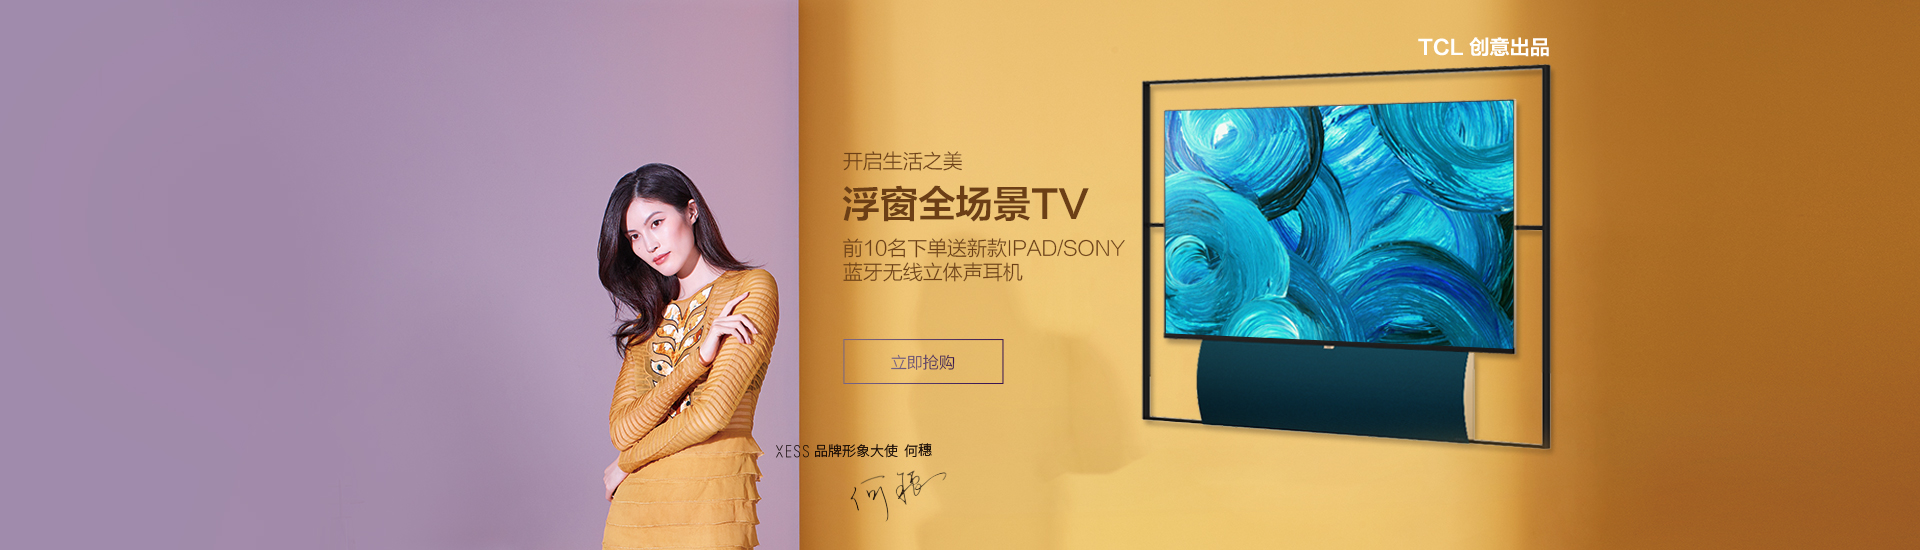 TCL 创意出品
开启生活之美
浮窗全场景TV
前10名下单送新款IPAD/SONY
蓝牙无线立体声耳机
立即抢购
XESS 品牌形象大使 何穗
何穗